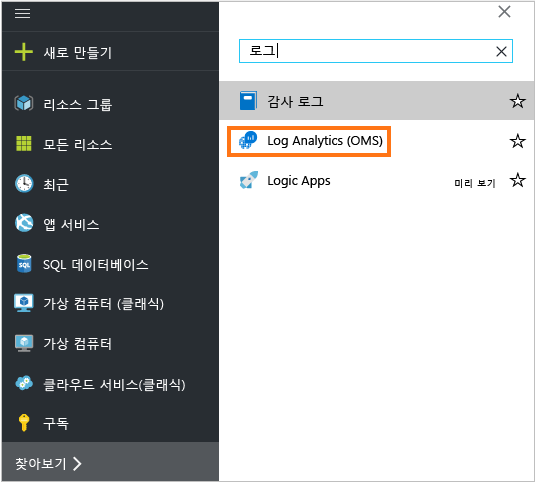 새로 만들기
리소스 그룹
모든 리소스
최근
앱 서비스
SQL 데이터베이스
가상 컴퓨터 (클래식)
가상 컴퓨터
클라우드 서비스(클래식)
구독
찾아보기
로그
감사 로그
Log Analytics (OMS)
Logic Apps 미리 보기